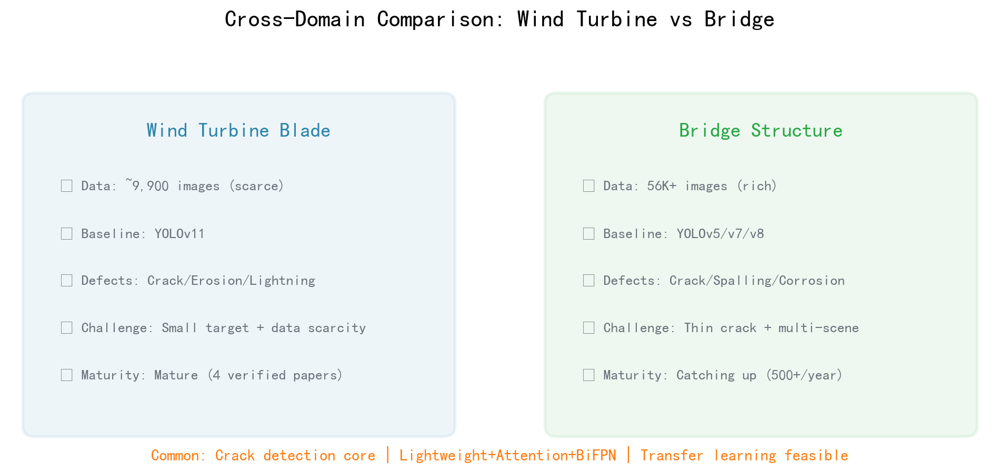 Cross-Domain Comparison: Wind Turbine vs Bridge
Wind Turbine Blade
□ Data: ~9,900 images (scarce)
□ Baseline: YOLOv11
□ Defects: Crack/Erosion/Lightning
□ Challenge: Small target + data scarcity
□ Maturity: Mature (4 verified papers)
Bridge Structure
□ Data: 56K+ images (rich)
□ Baseline: YOLOv5/v7/v8
□ Defects: Crack/Spalling/Corrosion
□ Challenge: Thin crack + multi-scene
□ Maturity: Catching up (500+/year)
Common: Crack detection core | Lightweight+Attention+BiFPN | Transfer learning feasible